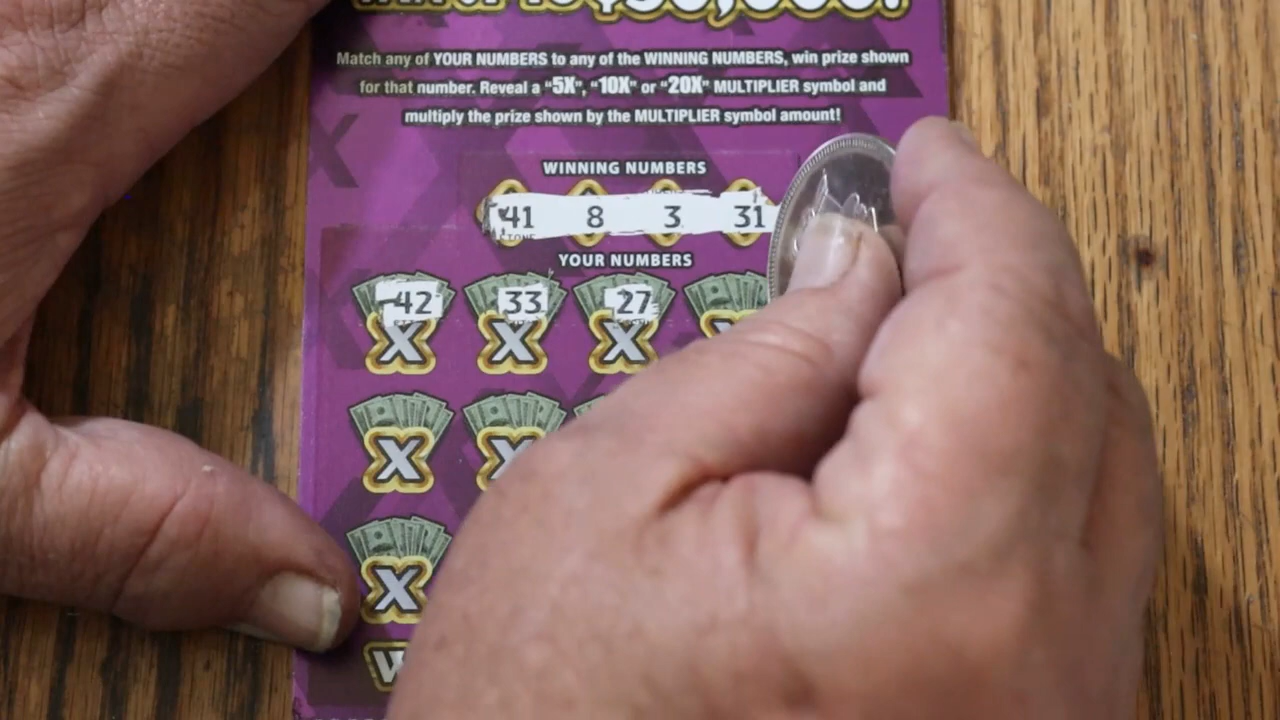 Match any of YOUR NUMBERS to any of the WINNING NUMBERS, win prize shown
for that number. Reveal a "5X", "10X" or "20X" MULTIPLIER symbol and
multiply the prize shown by the MULTIPLIER symbol amount!
WINNING NUMBERS
41 8 3 31
YOUR NUMBERS
42 33 27
X X X
X X
X